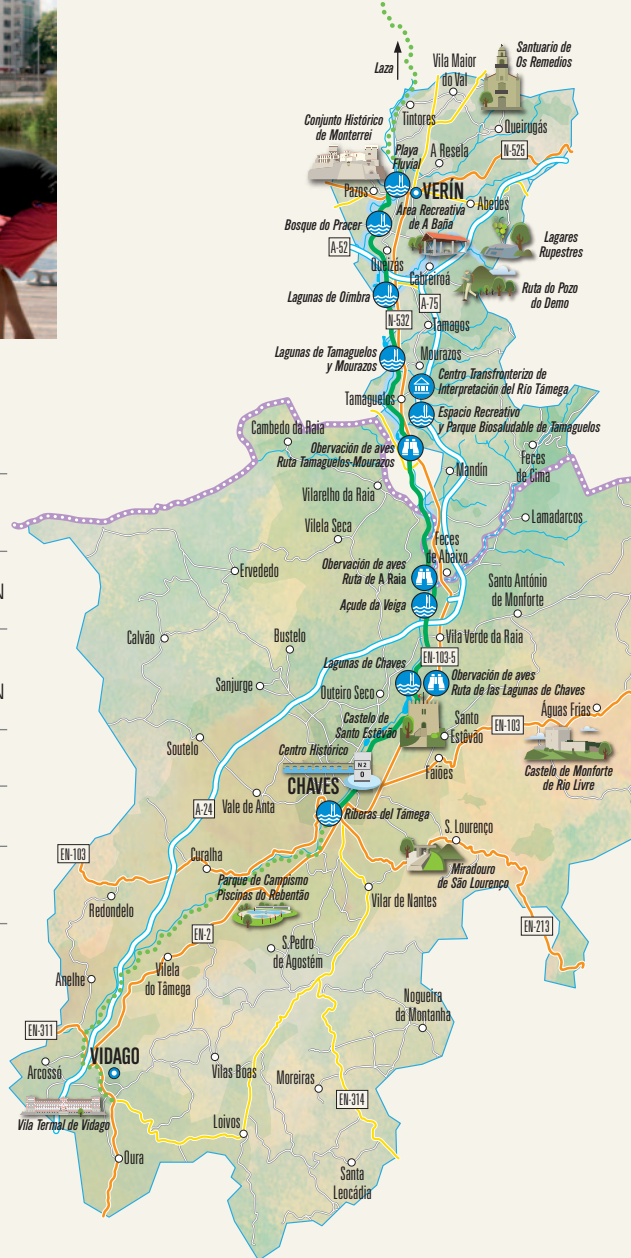 Laza
Vila Maior
do Val
Santuario de
Os Remedios
Tintores
Queirugás
Conjunto Histórico
de Monterrei
Playa
Fluvial
A Resela
N-525
Pazos
VERÍN
Abedes
Área Recreativa
de A Baña
Bosque do Pracer
A-52
Queizás
Cabreiroá
Lagares
Rupestres
Ruta do Pozo
do Demo
Lagunas de Oímbra
A-75
N-532
Tamagos
Lagunas de Tamaguelos
y Mourazos
Mourazos
Centro Transfronterizo de
Interpretación del Río Támega
Tamaguelos
Espacio Recreativo
y Parque Biosaludable de Tamaguelos
Cambedo da Raia
Obervación de aves
Ruta Tamaguelos-Mourazos
Mandín
Feces
de Cima
Vilarelho da Raia
Lamadarcos
Vilela Seca
Feces
de Abaixo
Obervación de aves
Ruta de A Raia
Ervededo
Santo António
de Monforte
Açude da Veiga
Calvão
Bustelo
Vila Verde da Raia
EN-103-5
Lagunas de Chaves
Obervación de aves
Ruta de las Lagunas de Chaves
Sanjurge
Outeiro Seco
Águas Frias
Castelo de
Santo Estêvão
Santo
Estêvão
EN-103
Soutelo
Centro Histórico
N2
0
Faiões
Castelo de Monforte
de Rio Livre
CHAVES
A-24
Vale de Anta
Riberas del Támega
S. Lourenço
EN-103
Curalha
Parque de Campismo
Piscinas do Rebentão
Miradouro
de São Lourenço
Redondelo
Vilar de Nantes
EN-2
EN-213
S.Pedro
de Agostém
Vilela
do Tâmega
Anelhe
Nogueira
da Montanha
EN-311
VIDAGO
Arcossó
Vilas Boas
Moreiras
EN-314
Vila Termal de Vidago
Loivos
Oura
Santa
Leocádia
N
N